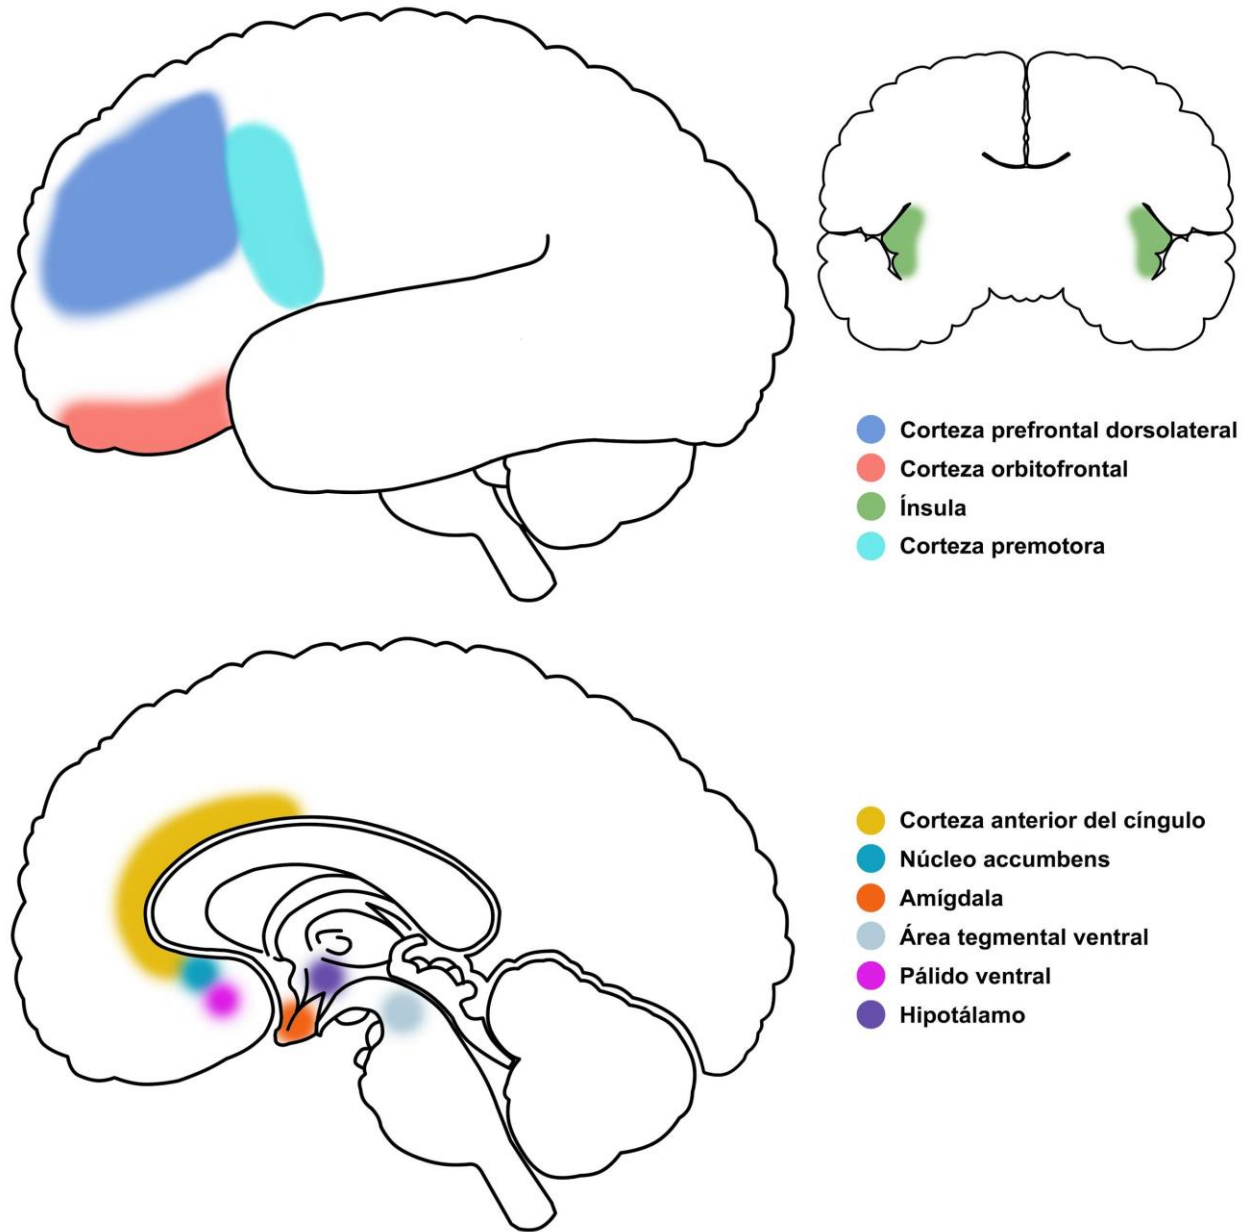 Corteza prefrontal dorsolateral
Corteza orbitofrontal
Ínsula
Corteza premotora
Corteza anterior del cíngulo
Núcleo accumbens
Amígdala
Área tegmental ventral
Pálido ventral
Hipotálamo